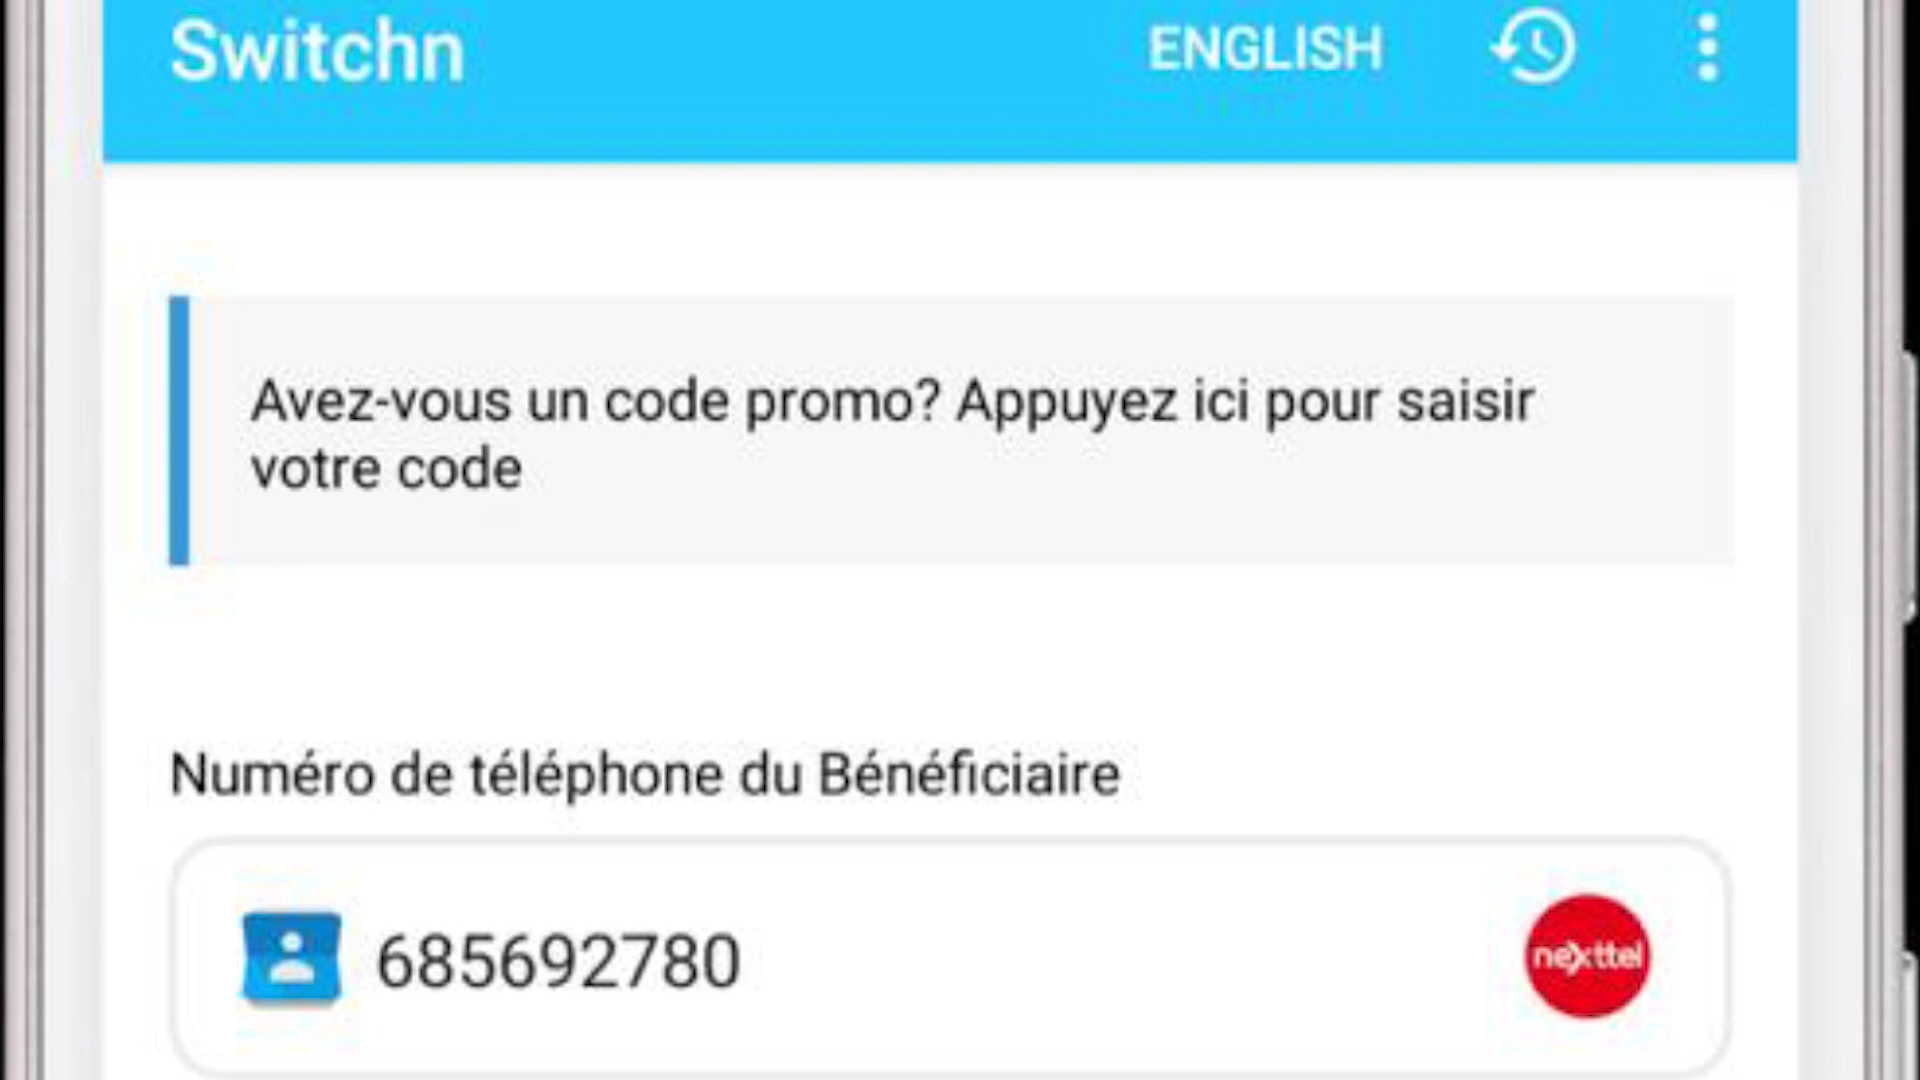 Switchn
ENGLISH
Avez-vous un code promo? Appuyez ici pour saisir
votre code
Numéro de téléphone du Bénéficiaire
685692780
nexttel